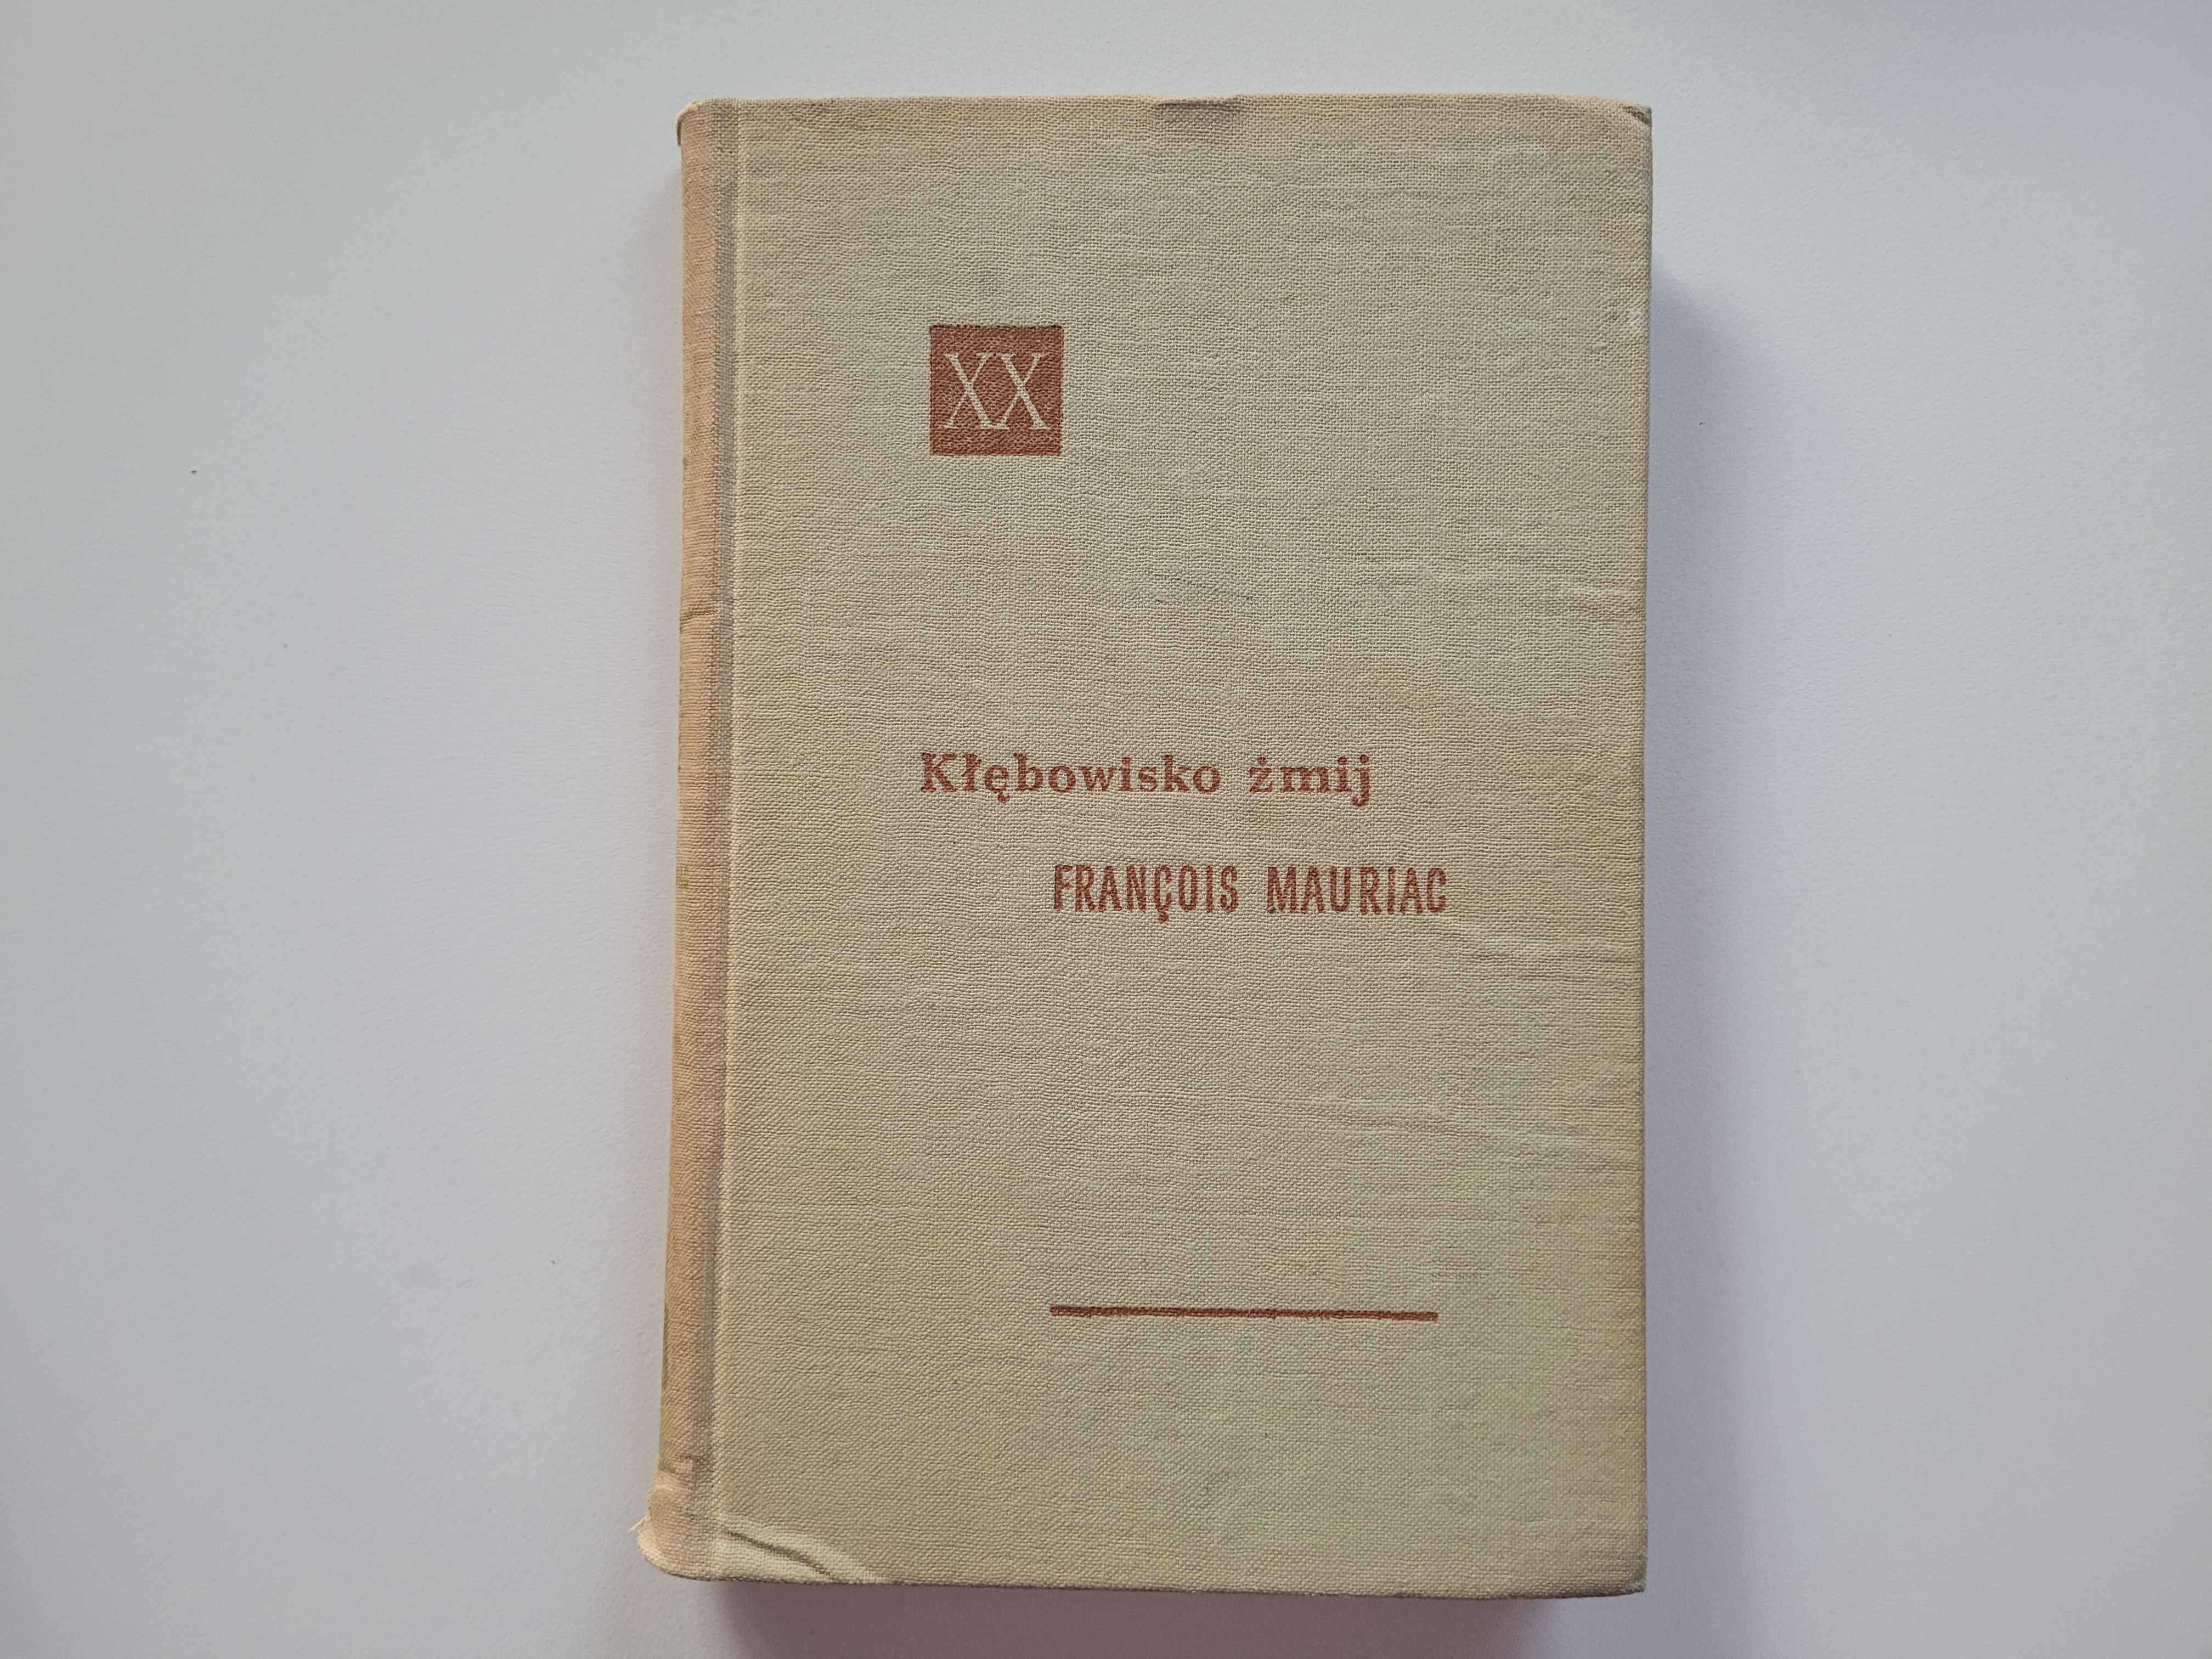 XX
Kłębowisko żmij
FRANÇOIS MAURIAC